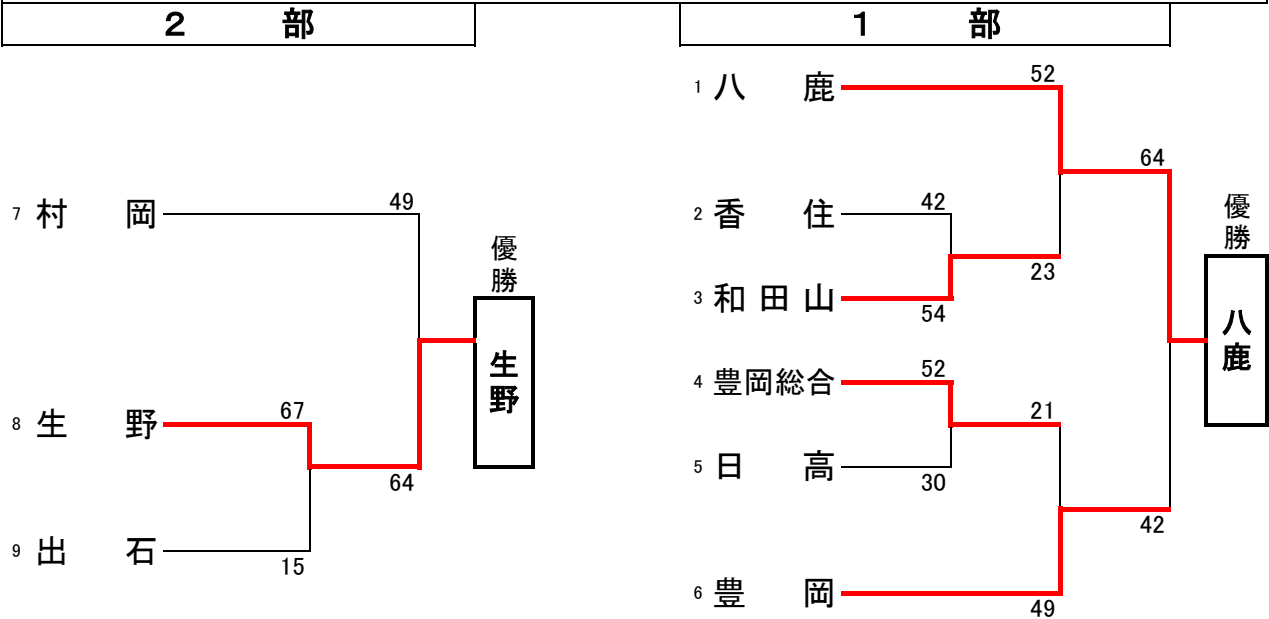 ２　部
１　部
7 村岡
49
8 生野
67
64
9 出石
15
優勝
生野
1 八鹿
52
64
2 香住
42
23
3 和田山
54
4 豊岡総合
52
21
5 日高
30
42
6 豊岡
49
優勝
八鹿